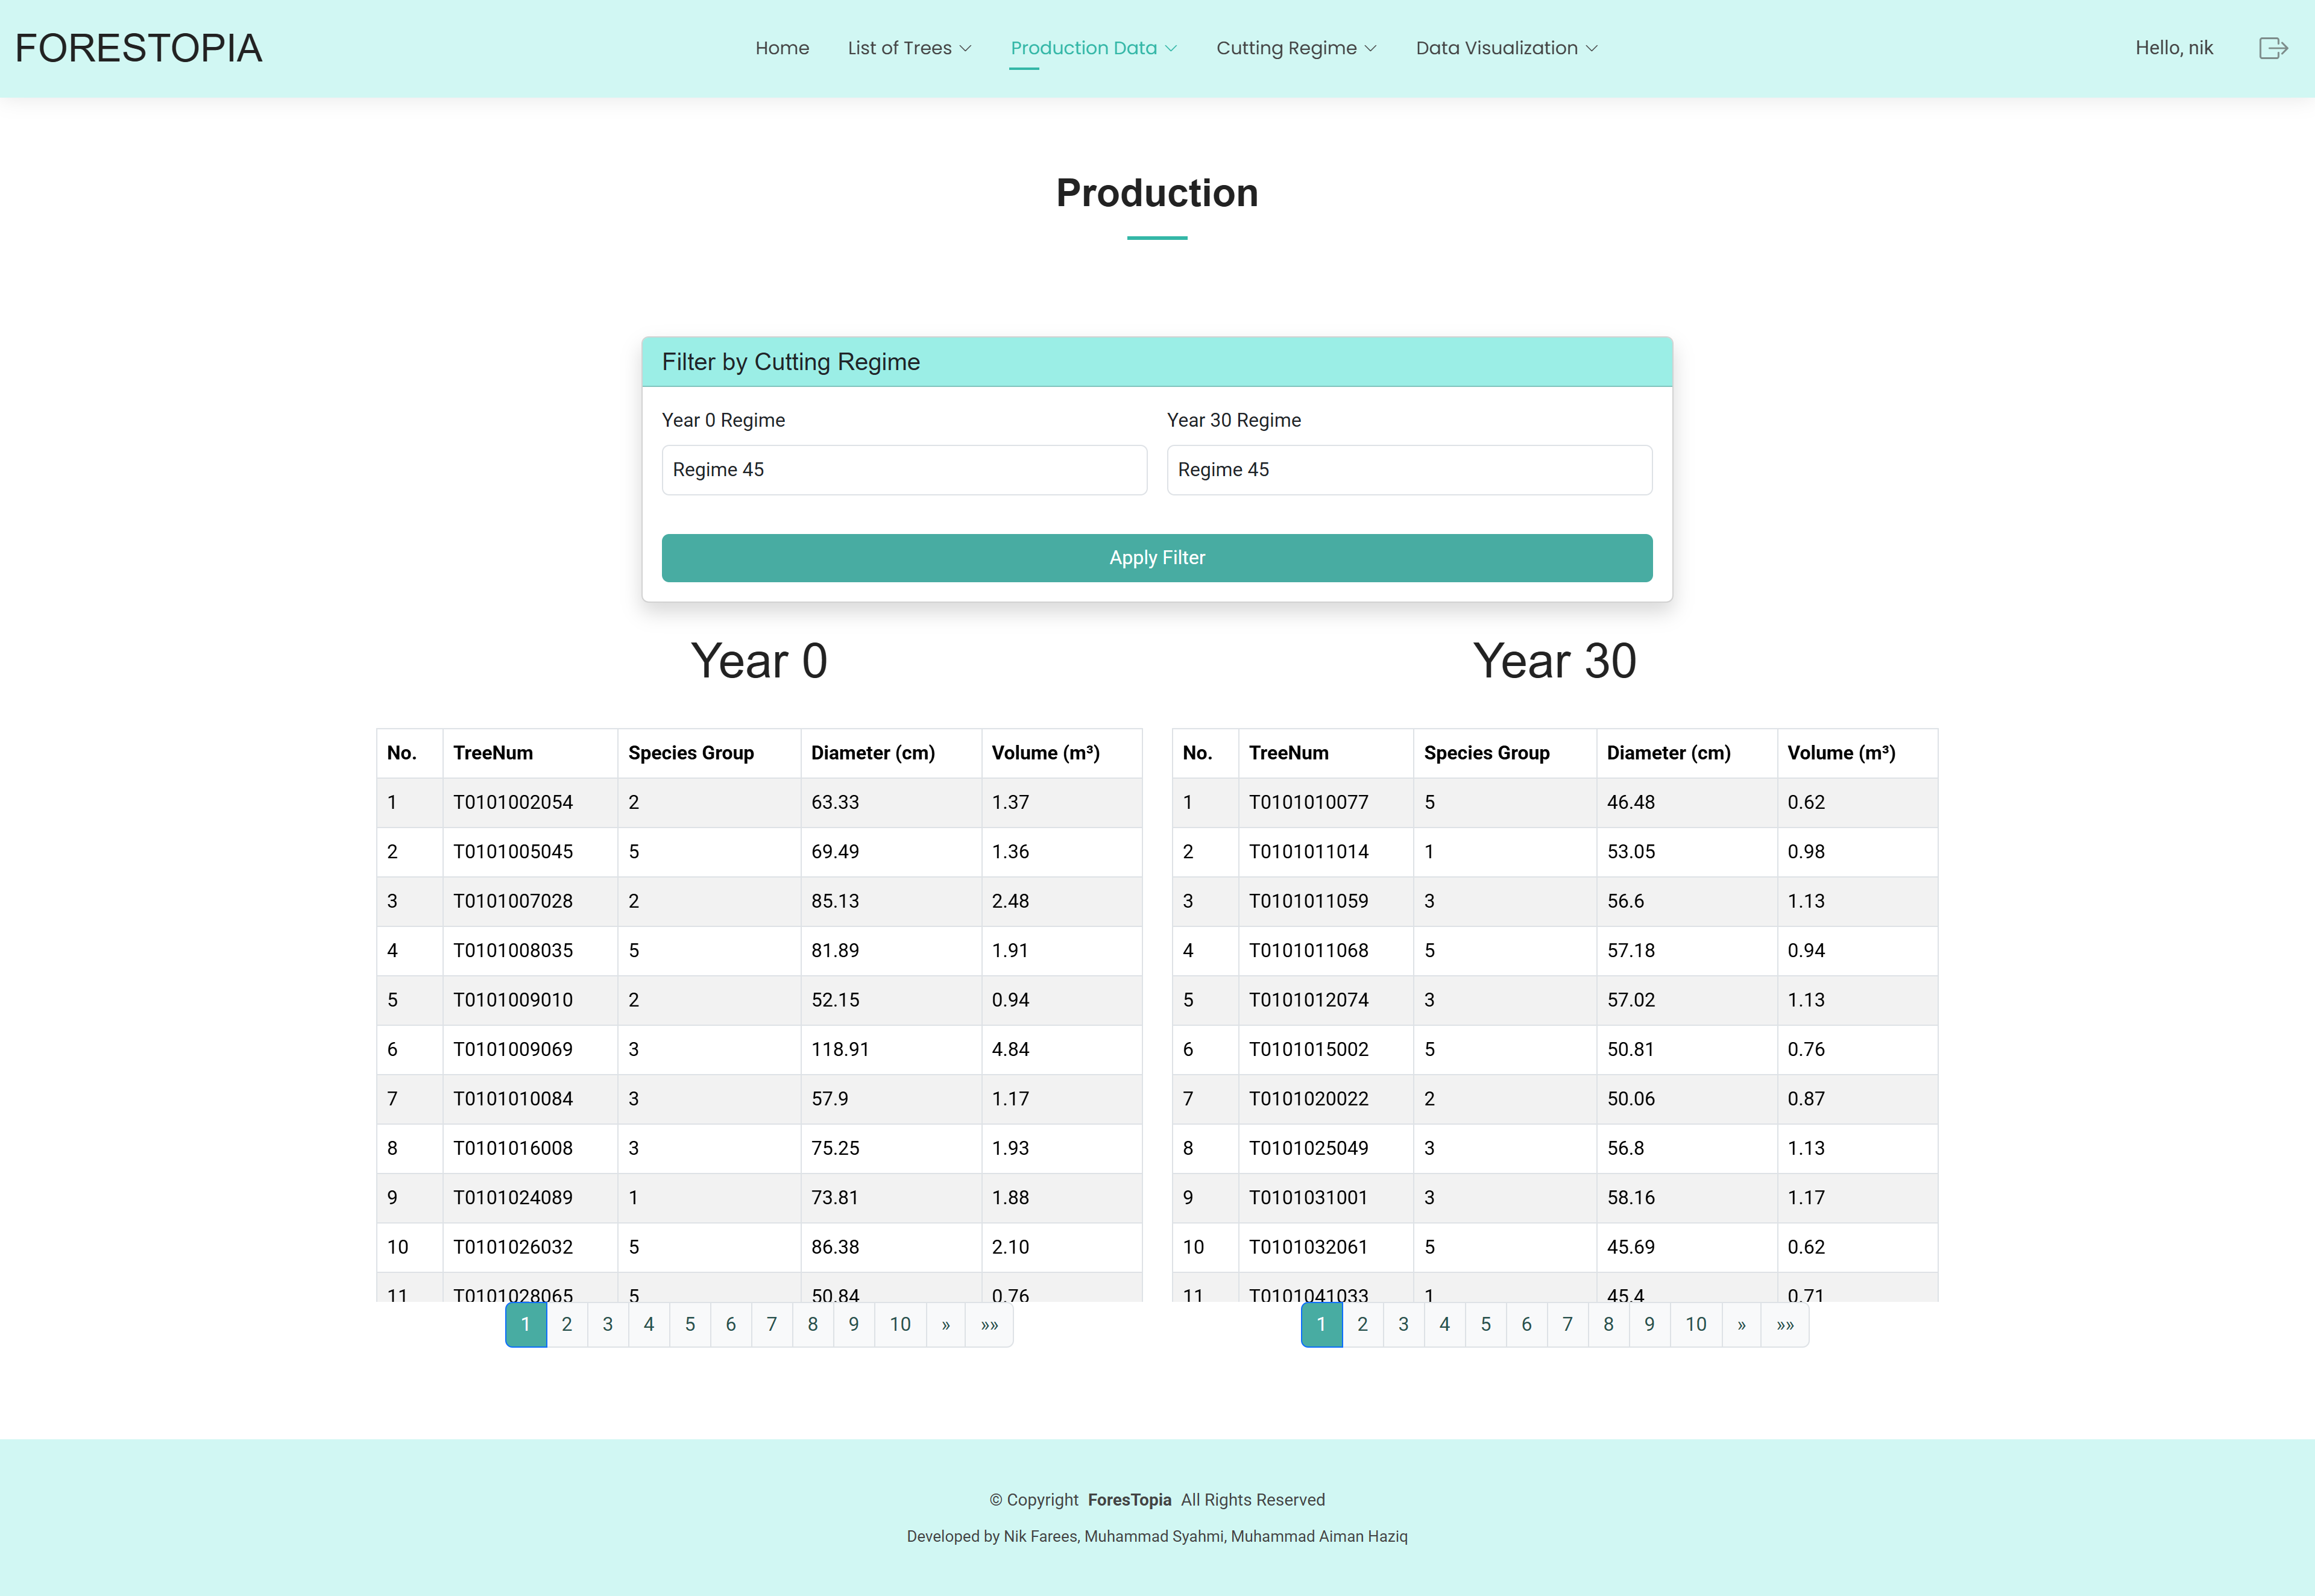 FORESTOPIA
Home List of Trees Production Data Cutting Regime Data Visualization Hello, nik
Production
Filter by Cutting Regime
Year 0 Regime Year 30 Regime
Regime 45 Regime 45
Apply Filter
Year 0
No. TreeNum Species Group Diameter (cm) Volume (m³)
1 T0101002054 2 63.33 1.37
2 T0101005045 5 69.49 1.36
3 T0101007028 2 85.13 2.48
4 T0101008035 5 81.89 1.91
5 T0101009010 2 52.15 0.94
6 T0101009069 3 118.91 4.84
7 T0101010084 3 57.9 1.17
8 T0101016008 3 75.25 1.93
9 T0101024089 1 73.81 1.88
10 T0101026032 5 86.38 2.10
11 T0101028065 5 50.84 0.76
1 2 3 4 5 6 7 8 9 10 » »»
Year 30
No. TreeNum Species Group Diameter (cm) Volume (m³)
1 T0101010077 5 46.48 0.62
2 T0101011014 1 53.05 0.98
3 T0101011059 3 56.6 1.13
4 T0101011068 5 57.18 0.94
5 T0101012074 3 57.02 1.13
6 T0101015002 5 50.81 0.76
7 T0101020022 2 50.06 0.87
8 T0101025049 3 56.8 1.13
9 T0101031001 3 58.16 1.17
10 T0101032061 5 45.69 0.62
11 T0101041033 1 45.4 0.71
1 2 3 4 5 6 7 8 9 10 » »»
© Copyright ForesTopia All Rights Reserved
Developed by Nik Farees, Muhammad Syahmi, Muhammad Aiman Haziq